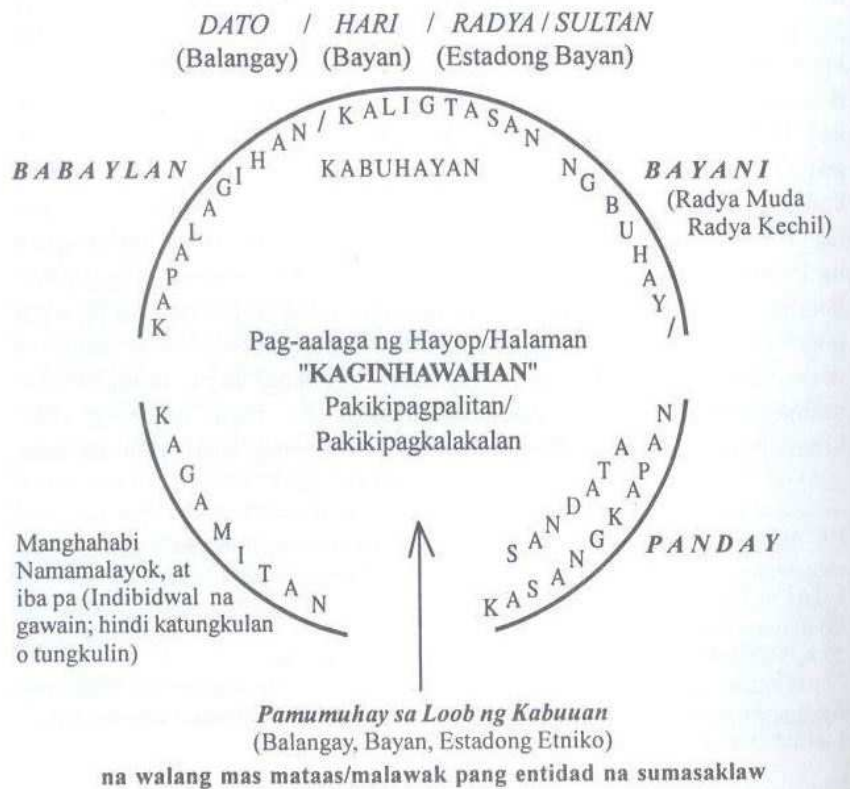 DATO / HARI / RADYA / SULTAN
(Balangay) (Bayan) (Estadong Bayan)
KAPALAGIHAN/KALIGTASAN NG BUHAY/
BABAYLAN
KABUHAYAN
BAYANI
(Radya Muda
Radya Kechil)
Pag-aalaga ng Hayop/Halaman
"KAGINHAWAHAN"
Pakikipagpalitan/
Pakikipagkalakalan
KAGAMITAN
SANDATA
KASANGKAPAN
PANDAY
Manghahabi
Namamalayok, at
iba pa (Indibidwal na
gawain; hindi katungkulan
o tungkulin)
Pamumuhay sa Loob ng Kabuuan
(Balangay, Bayan, Estadong Etniko)
na walang mas mataas/malawak pang entidad na sumasaklaw